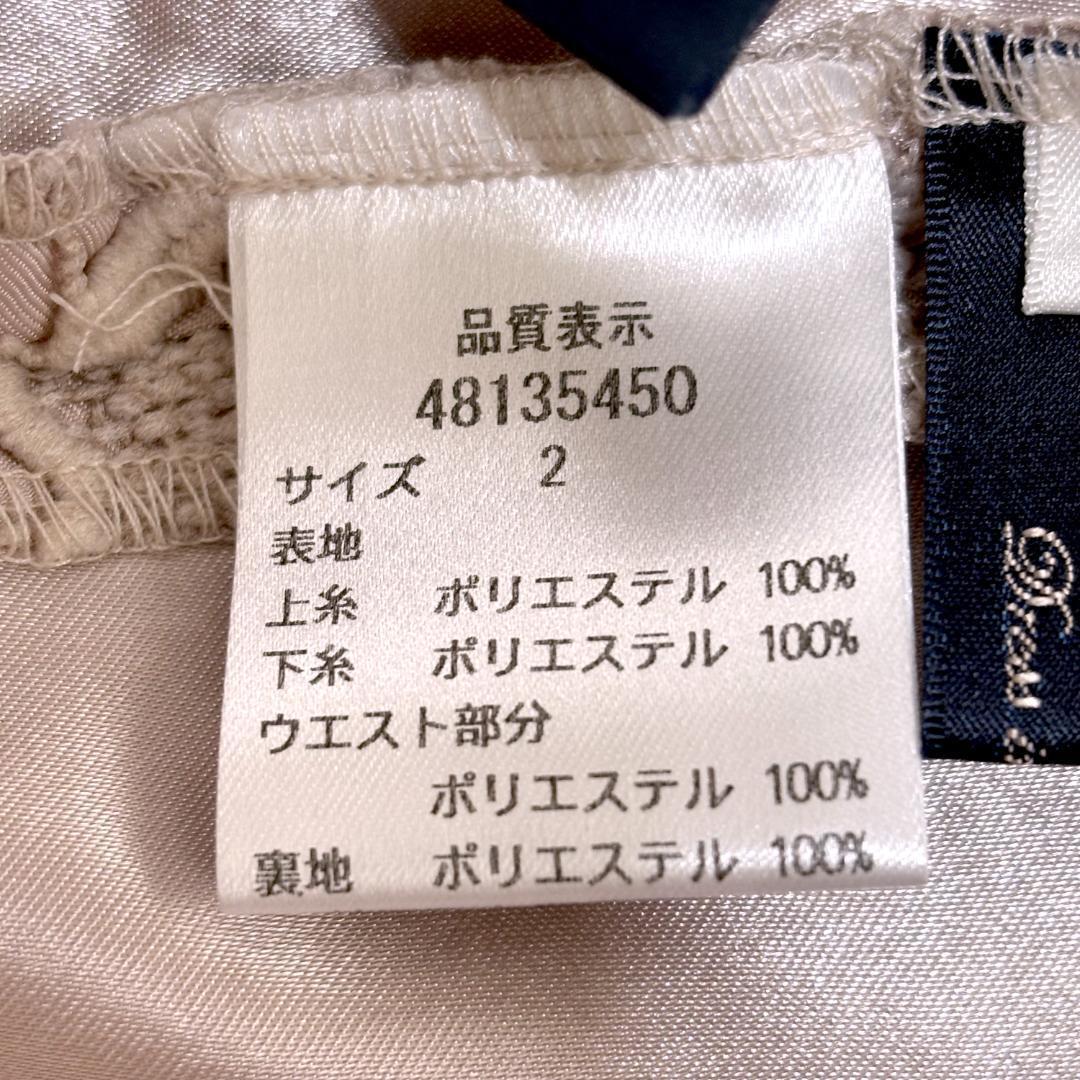 品質表示
48135450
サイズ 2
表地
上糸 ポリエステル 100%
下糸 ポリエステル 100%
ウエスト部分
ポリエステル 100%
裏地 ポリエステル 100%
Dress